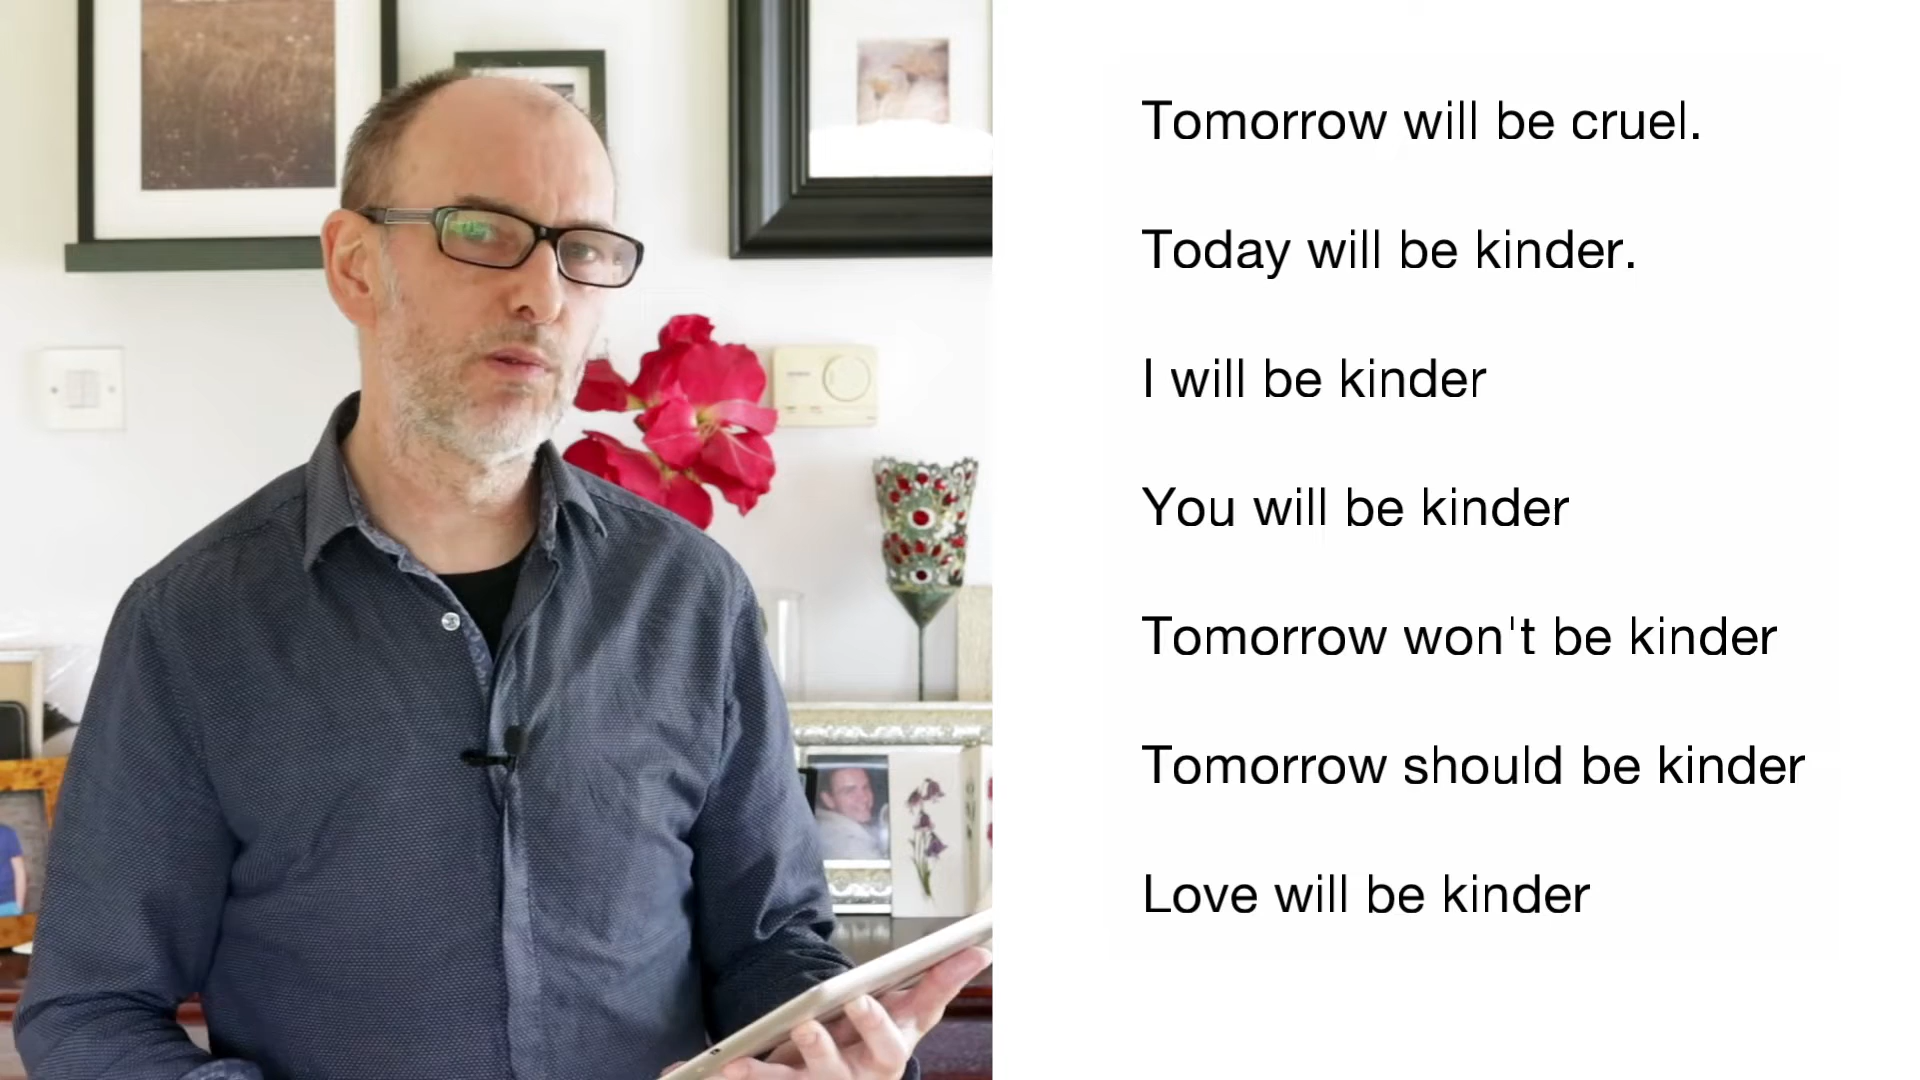 Tomorrow will be cruel.
Today will be kinder.
I will be kinder
You will be kinder
Tomorrow won't be kinder
Tomorrow should be kinder
Love will be kinder